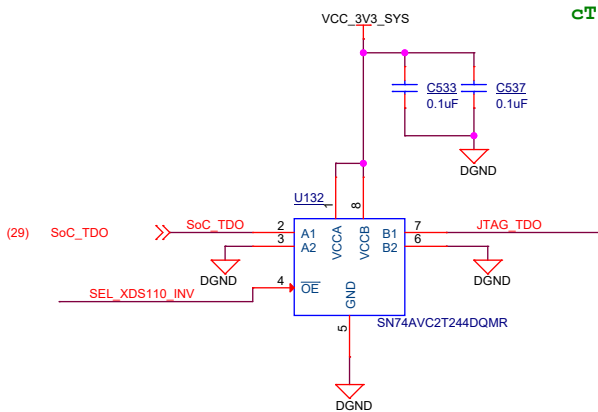 cT
VCC_3V3_SYS
C533
0.1uF
C537
0.1uF
DGND
U132
1
8
(29) SoC_TDO
SoC_TDO
2
A1
VCCA
VCCB
B1
7
JTAG_TDO
3
A2
B2
6
DGND
DGND
4
OE
SEL_XDS110_INV
GND
5
SN74AVC2T244DQMR
DGND